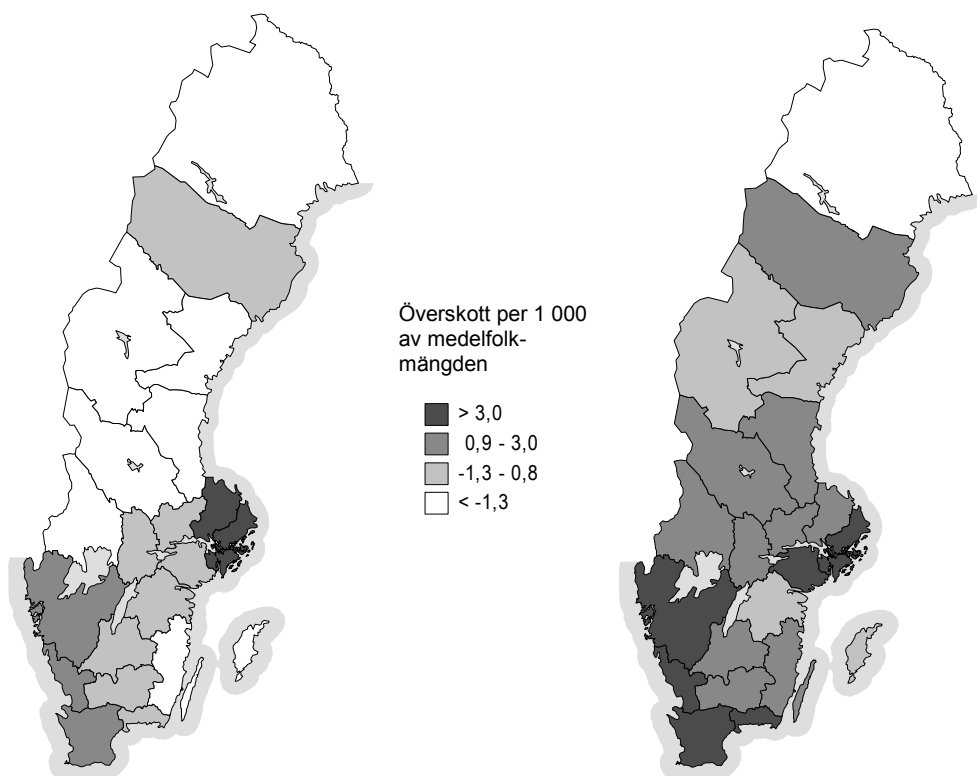 Överskott per 1 000
av medelfolk-
mängden
> 3,0
0,9 - 3,0
-1,3 - 0,8
< -1,3